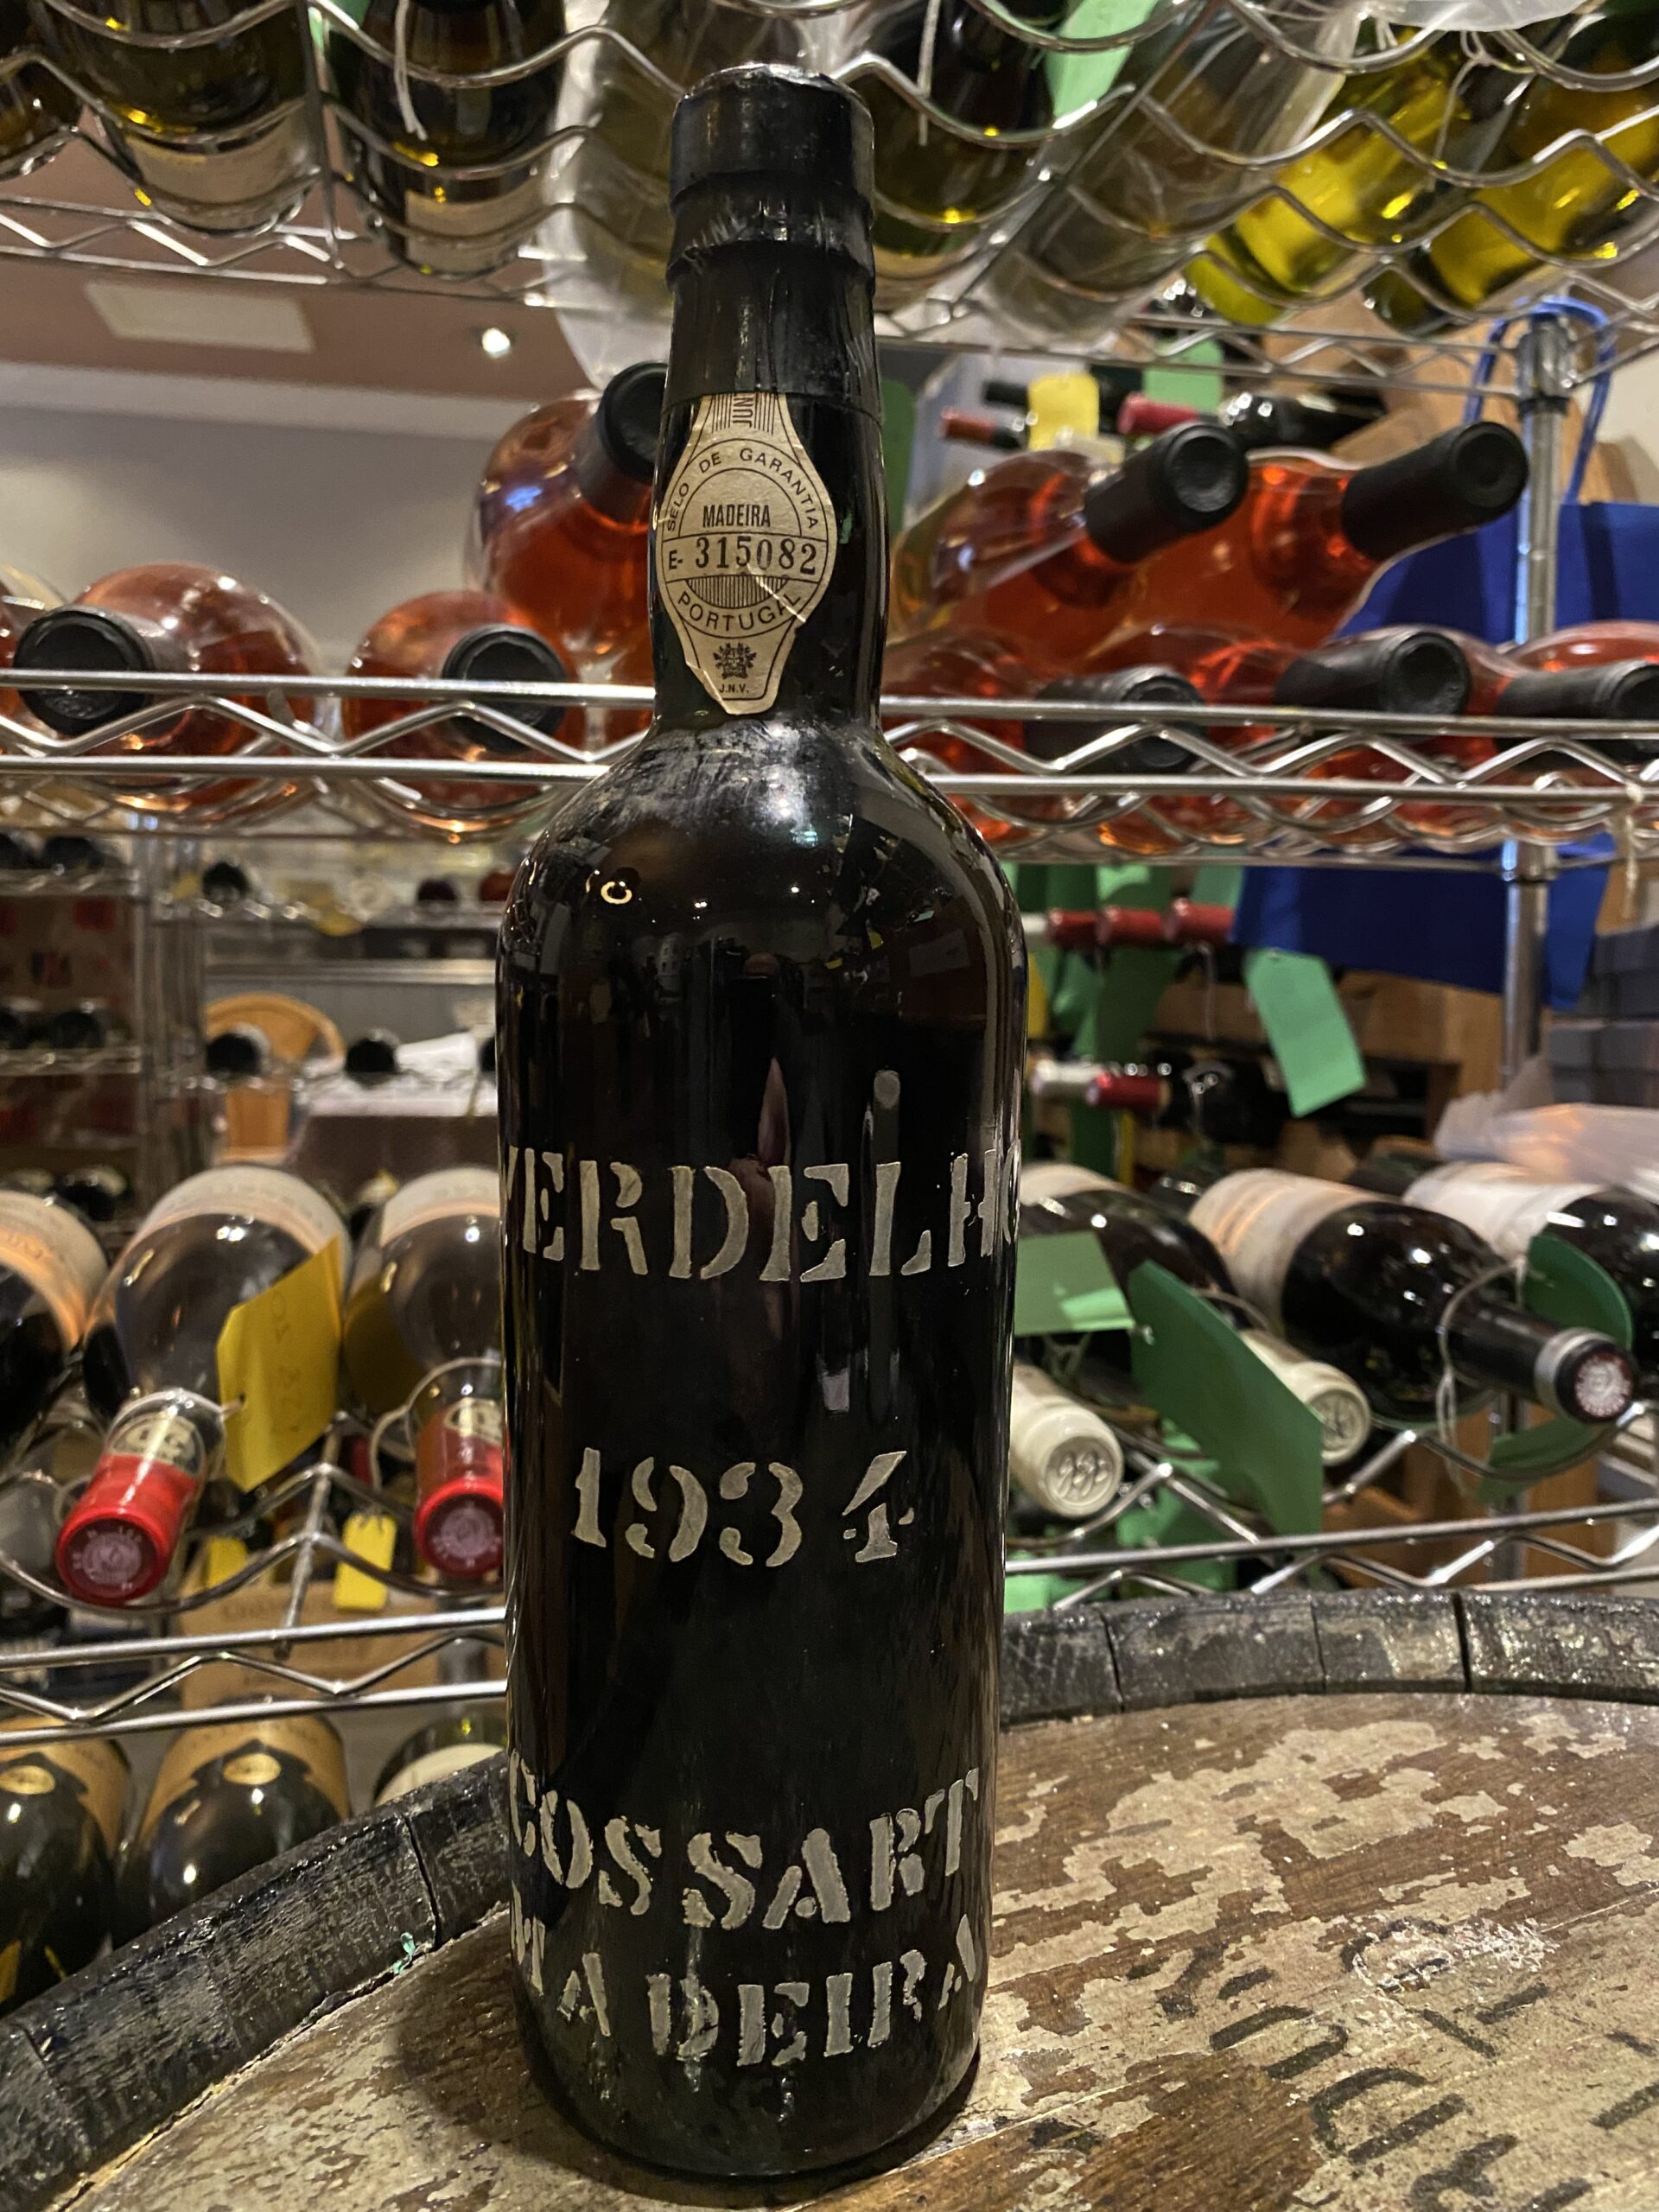 SELO DE GARANTIA
MADEIRA
E- 315082
PORTUGAL
J.N.V.
VERDELHO
1934
COSSART
MADEIRA